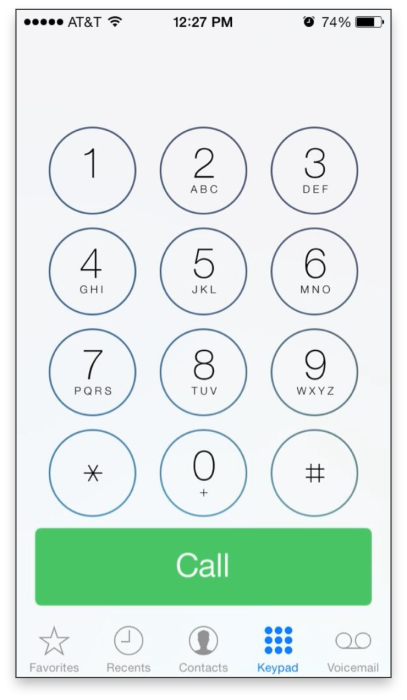 AT&T 12:27 PM 74%
1 2 3
ABC DEF
4 5 6
GHI JKL MNO
7 8 9
PQRS TUV WXYZ
* 0 #
+
Call
Favorites Recents Contacts Keypad Voicemail